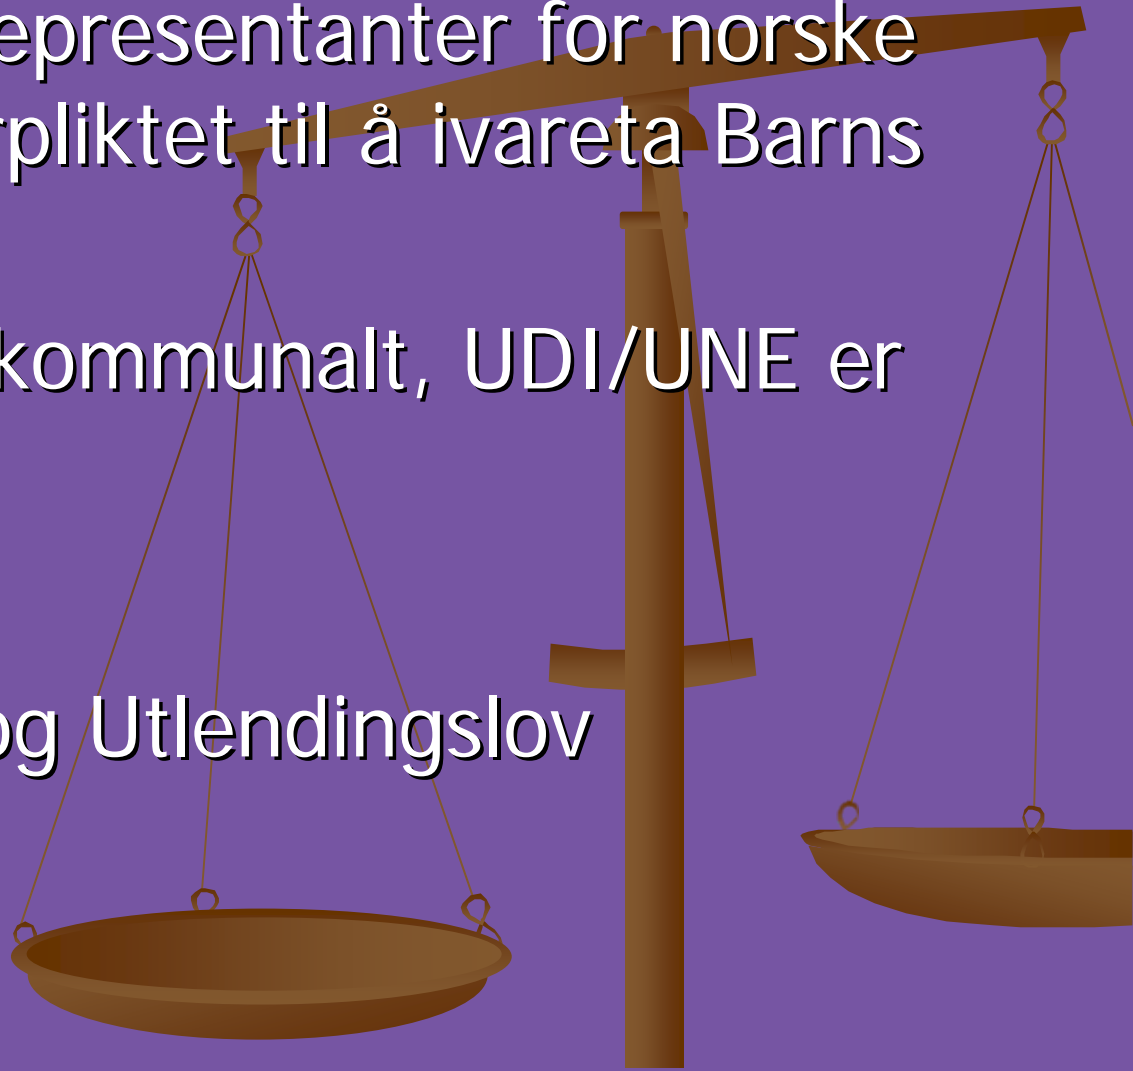 epresentanter for norske
rpliktet til å ivareta Barns
kommunalt, UDI/UNE er
og Utlendingslov